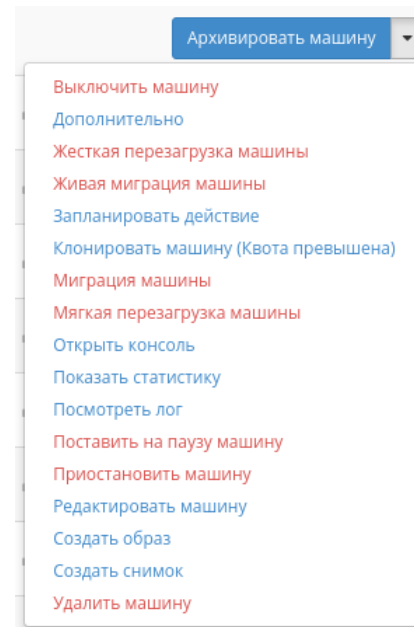 Архивировать машину
Выключить машину
Дополнительно
Жесткая перезагрузка машины
Живая миграция машины
Запланировать действие
Клонировать машину (Квота превышена)
Миграция машины
Мягкая перезагрузка машины
Открыть консоль
Показать статистику
Посмотреть лог
Поставить на паузу машину
Приостановить машину
Редактировать машину
Создать образ
Создать снимок
Удалить машину